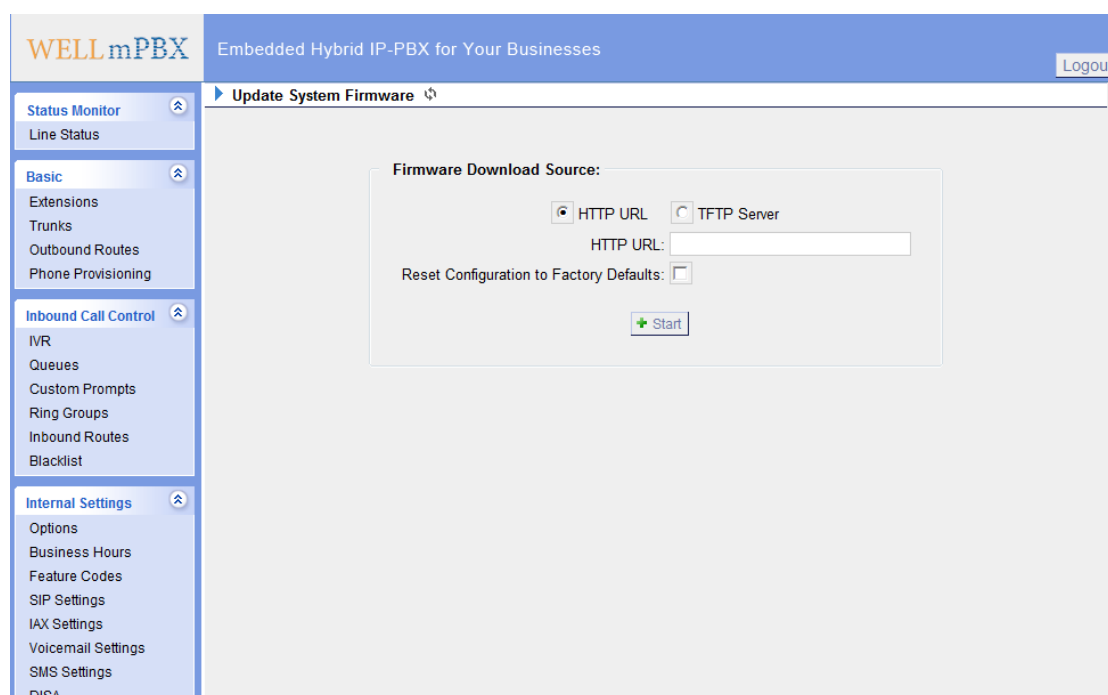 WELL mPBX
Embedded Hybrid IP-PBX for Your Businesses
Logou
Update System Firmware
Status Monitor
Line Status
Basic
Extensions
Trunks
Outbound Routes
Phone Provisioning
Inbound Call Control
IVR
Queues
Custom Prompts
Ring Groups
Inbound Routes
Blacklist
Internal Settings
Options
Business Hours
Feature Codes
SIP Settings
IAX Settings
Voicemail Settings
SMS Settings
DISA
Firmware Download Source:
HTTP URL TFTP Server
HTTP URL:
Reset Configuration to Factory Defaults:
Start